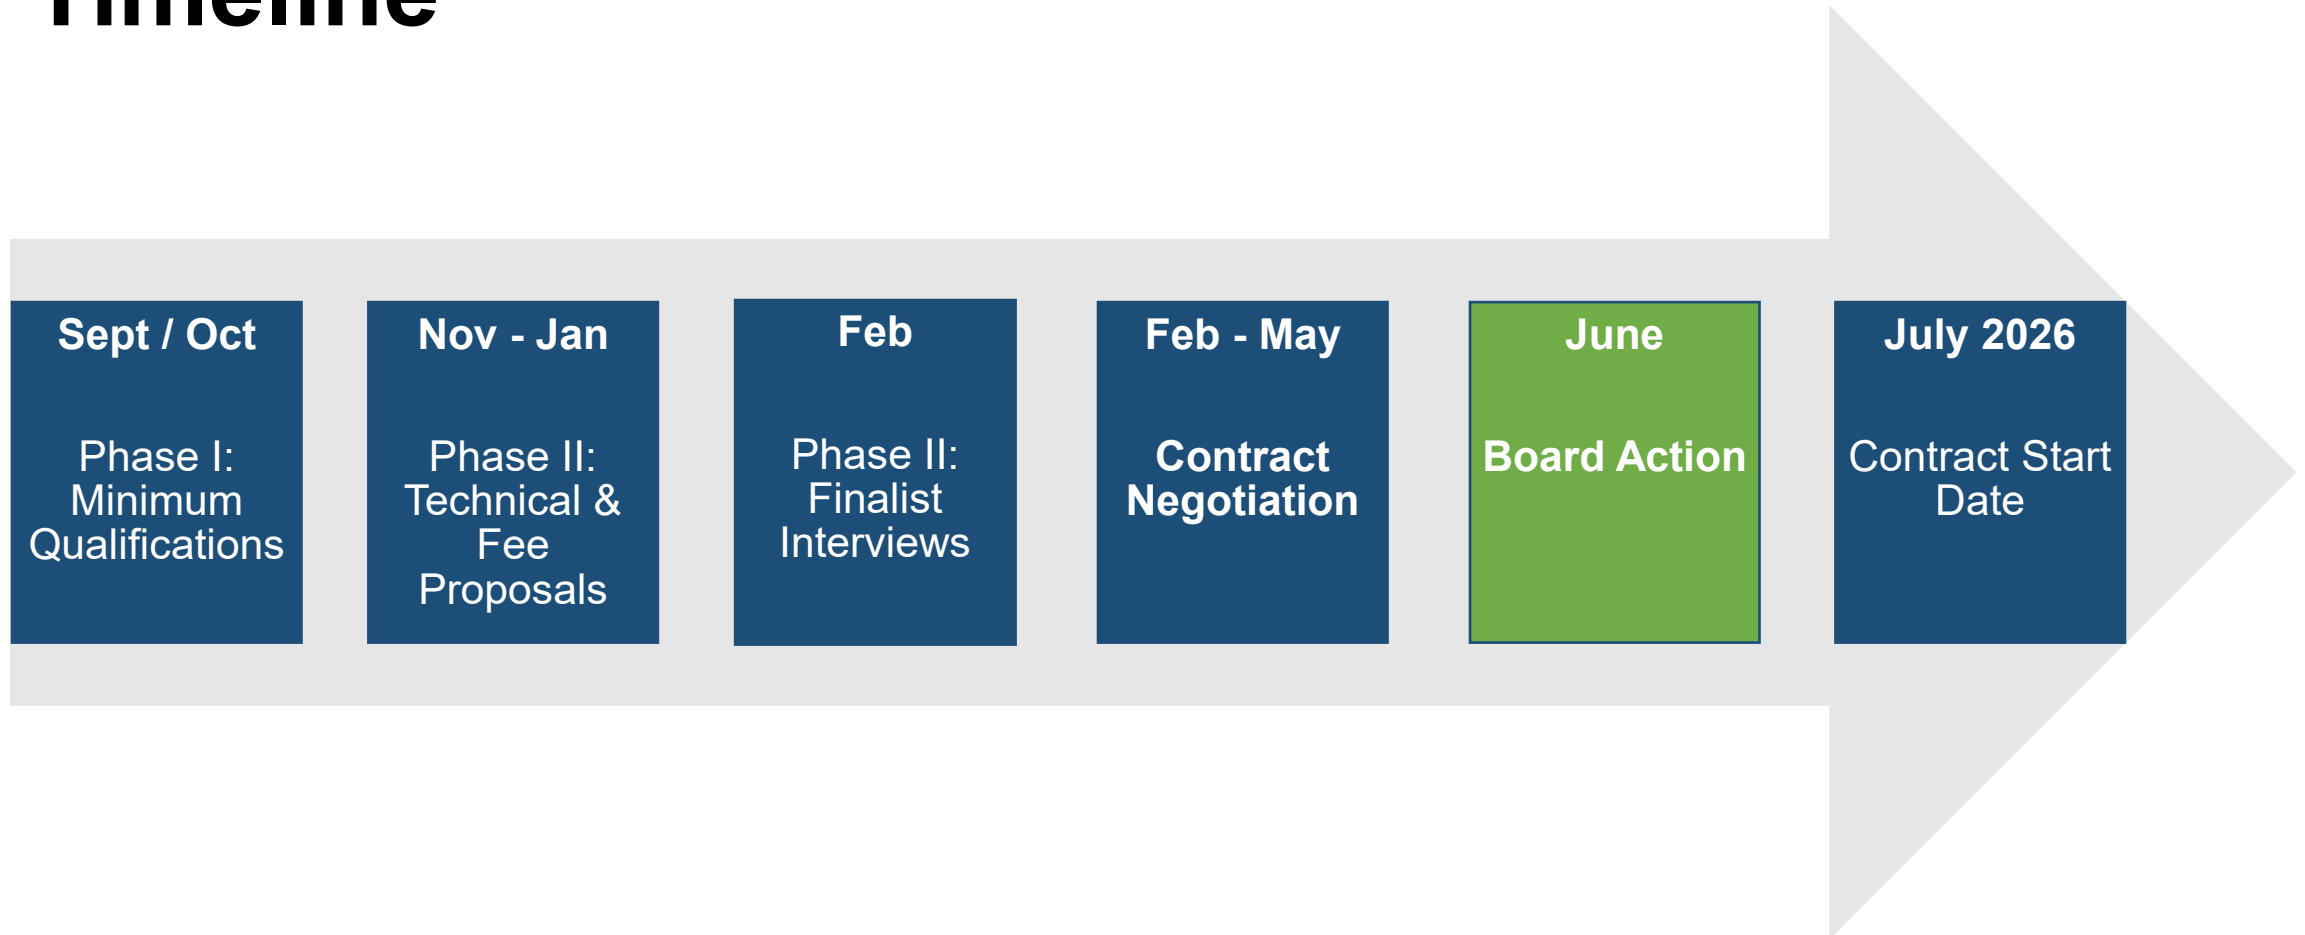 Timeline
Sept / Oct
Phase I:
Minimum
Qualifications
Nov - Jan
Phase II:
Technical &
Fee
Proposals
Feb
Phase II:
Finalist
Interviews
Feb - May
Contract
Negotiation
June
Board Action
July 2026
Contract Start
Date